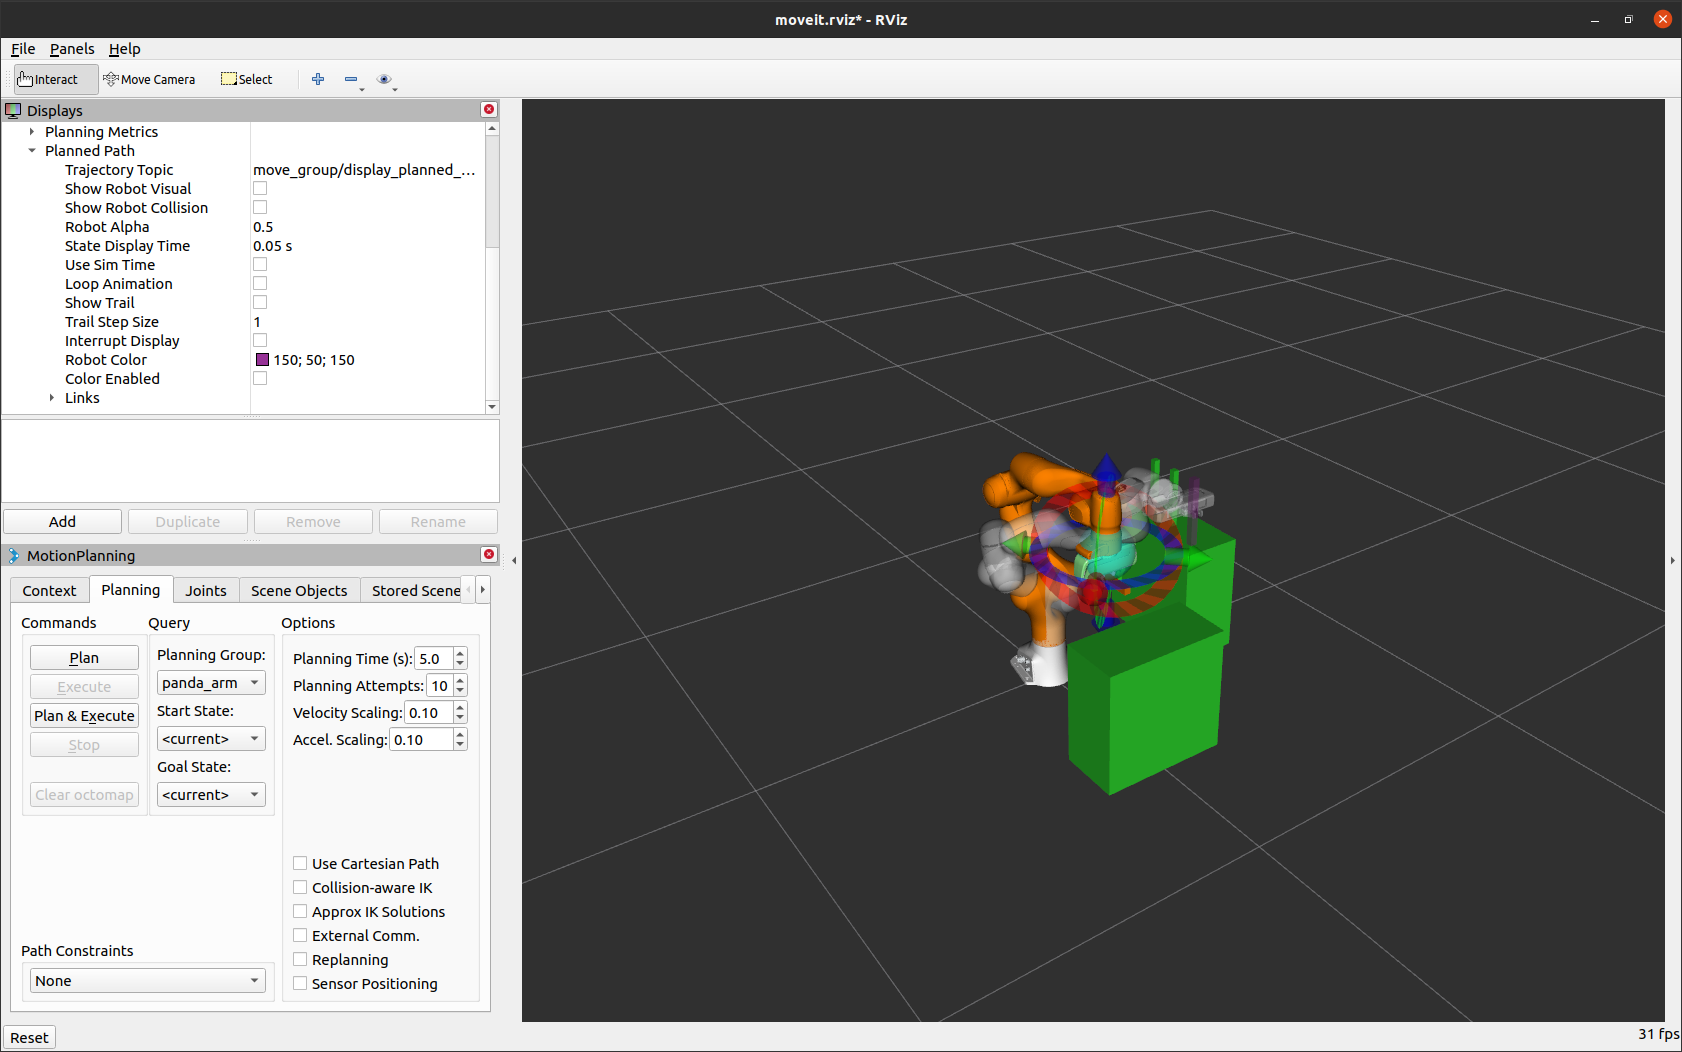 moveit.rviz* - RViz
File Panels Help
Interact Move Camera Select
Displays
Planning Metrics
Planned Path
Trajectory Topic move_group/display_planned_...
Show Robot Visual
Show Robot Collision
Robot Alpha 0.5
State Display Time 0.05 s
Use Sim Time
Loop Animation
Show Trail
Trail Step Size 1
Interrupt Display
Robot Color 150; 50; 150
Color Enabled
Links
Add Duplicate Remove Rename
MotionPlanning
Context Planning Joints Scene Objects Stored Scene
Commands Query Options
Plan
Execute
Plan & Execute
Stop
Clear octomap
Planning Group:
panda_arm
Start State:
<current>
Goal State:
<current>
Planning Time (s): 5.0
Planning Attempts: 10
Velocity Scaling: 0.10
Accel. Scaling: 0.10
Use Cartesian Path
Collision-aware IK
Approx IK Solutions
External Comm.
Replanning
Sensor Positioning
Path Constraints
None
Reset
31 fps